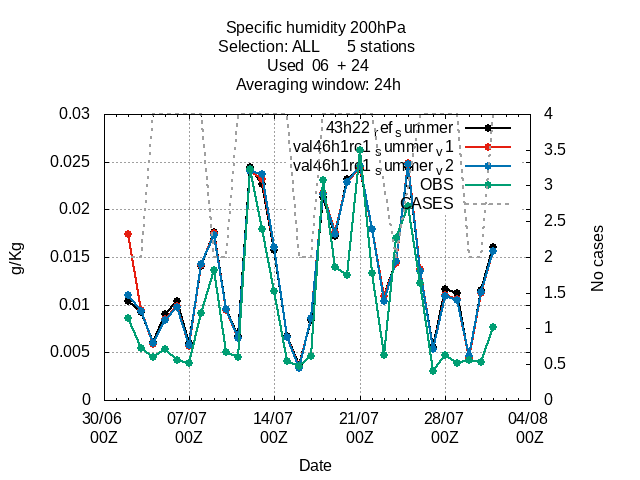 Specific humidity 200hPa
Selection: ALL 5 stations
Used 06 + 24
Averaging window: 24h
0.03 4
43h22_ref_summer
val46h1rc1_summer_v1
0.025 3.5
val46h1rc1_summer_v2
OBS
3
CASES
0.02
2.5
0.015 2
g/Kg
No cases
1.5
0.01
1
0.005
0.5
0 0
30/06 07/07 14/07 21/07 28/07 04/08
00Z 00Z 00Z 00Z 00Z 00Z
Date